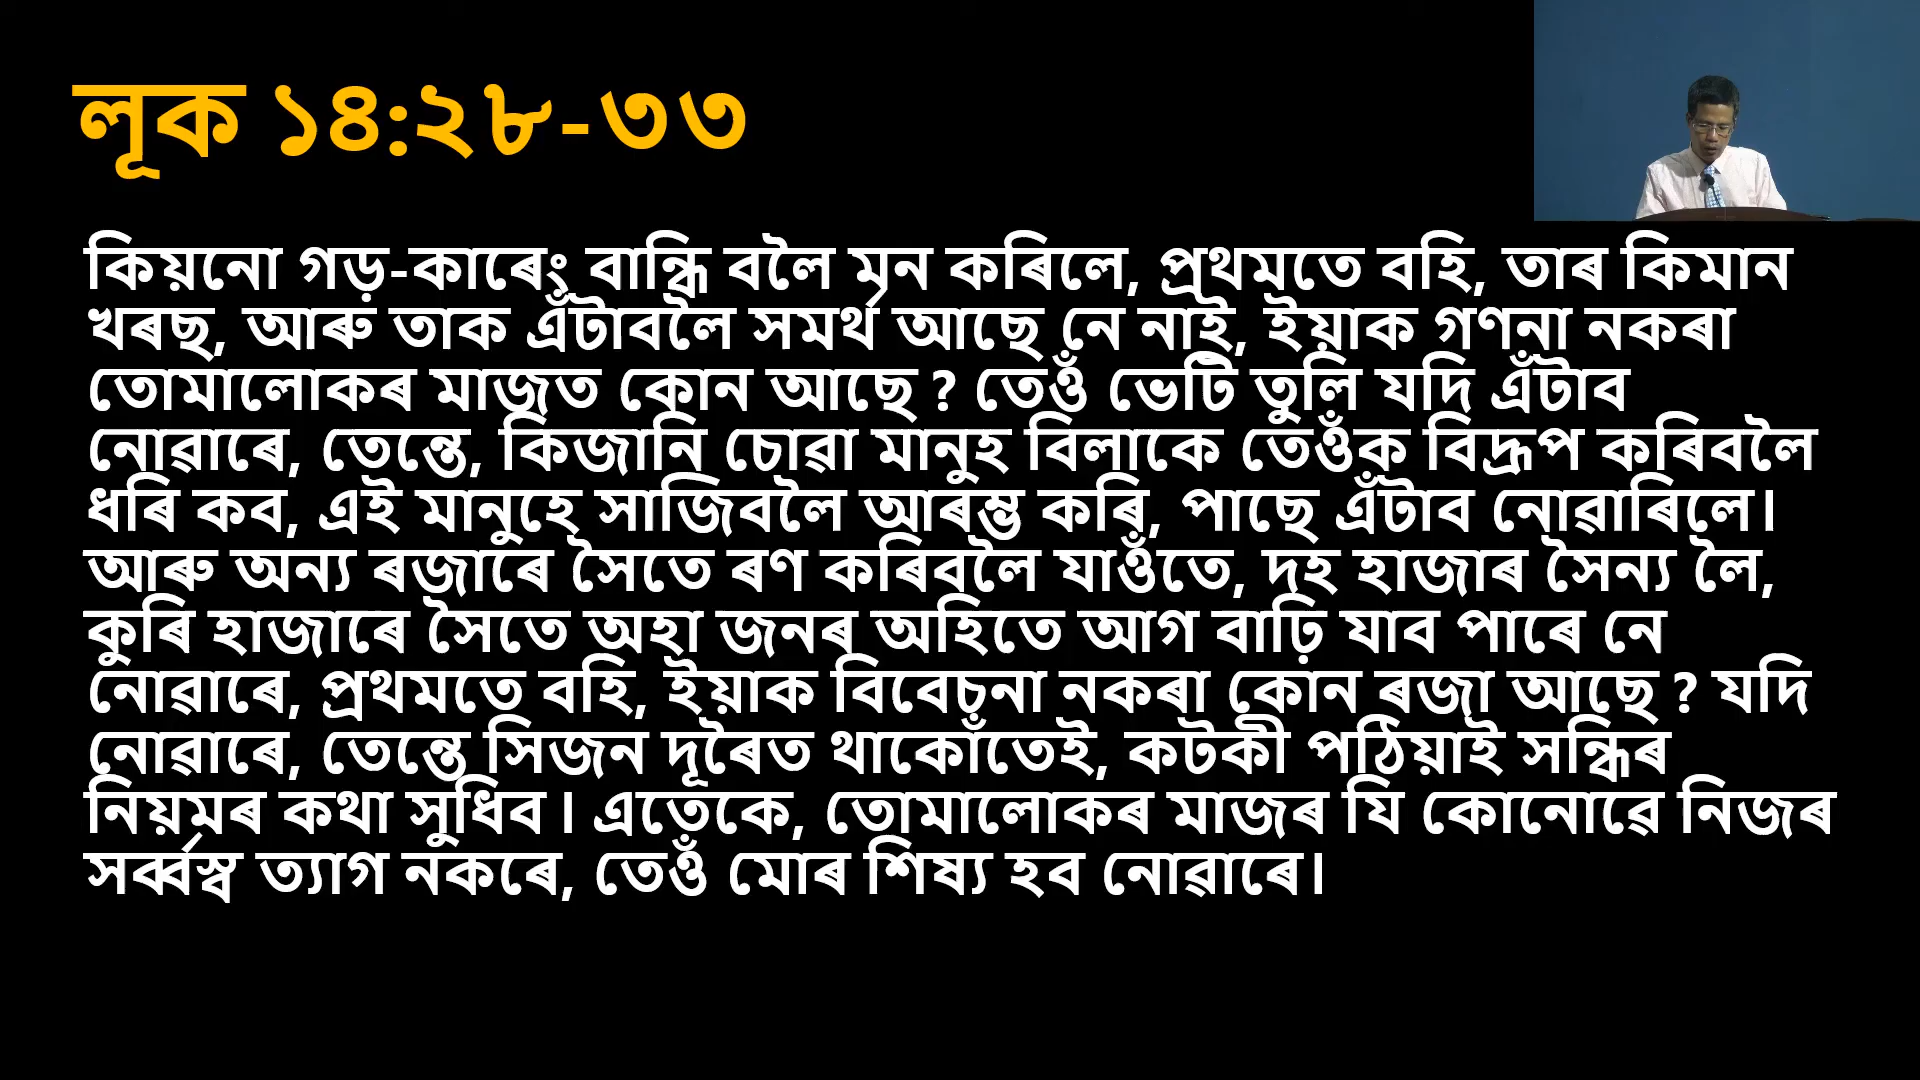 লূক ১৪:২৮-৩৩
কিয়নো গড়-কাৰেং বান্ধি বলৈ মন কৰিলে, প্ৰথমতে বহি, তাৰ কিমান
খৰছ, আৰু তাক এঁটাবলৈ সমৰ্থ আছে নে নাই, ইয়াক গণনা নকৰা
তোমালোকৰ মাজত কোন আছে ? তেওঁ ভেটি তুলি যদি এঁটাব
নোৱাৰে, তেন্তে, কিজানি চোৱা মানুহ বিলাকে তেওঁক বিদ্ৰূপ কৰিবলৈ
ধৰি কব, এই মানুহে সাজিবলৈ আৰম্ভ কৰি, পাছে এঁটাব নোৱাৰিলে।
আৰু অন্য ৰজাৰে সৈতে ৰণ কৰিবলৈ যাওঁতে, দহ হাজাৰ সৈন্য লৈ,
কুৰি হাজাৰে সৈতে অহা জনৰ অহিতে আগ বাঢ়ি যাব পাৰে নে
নোৱাৰে, প্ৰথমতে বহি, ইয়াক বিবেচনা নকৰা কোন ৰজা আছে ? যদি
নোৱাৰে, তেন্তে সিজন দূৰৈত থাকোঁতেই, কটকী পঠিয়াই সন্ধিৰ
নিয়মৰ কথা সুধিব। এতেকে, তোমালোকৰ মাজৰ যি কোনোৱে নিজৰ
সৰ্ব্বস্ব ত্যাগ নকৰে, তেওঁ মোৰ শিষ্য হব নোৱাৰে।